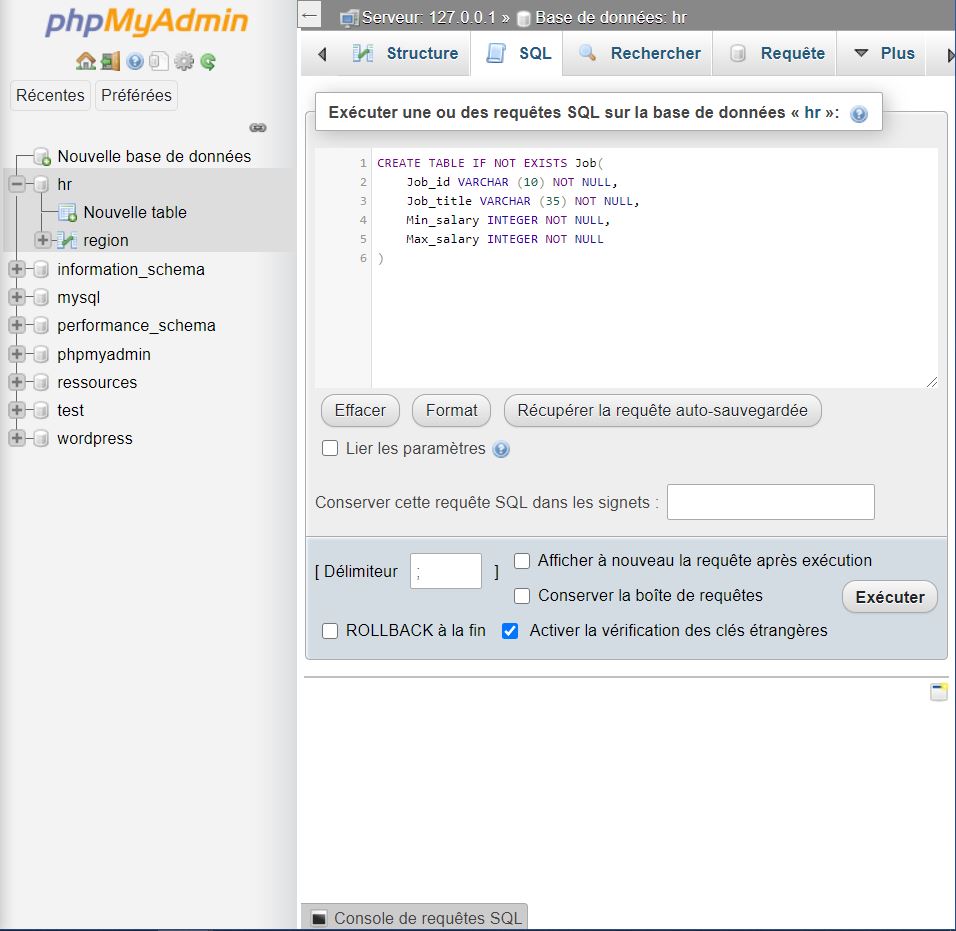 phpMyAdmin
Récentes
Préférées
Nouvelle base de données
hr
Nouvelle table
region
information_schema
mysql
performance_schema
phpmyadmin
ressources
test
wordpress
Serveur: 127.0.0.1 » Base de données: hr
Structure
SQL
Rechercher
Requête
Plus
Exécuter une ou des requêtes SQL sur la base de données « hr »:
1 CREATE TABLE IF NOT EXISTS Job(
2 Job_id VARCHAR (10) NOT NULL,
3 Job_title VARCHAR (35) NOT NULL,
4 Min_salary INTEGER NOT NULL,
5 Max_salary INTEGER NOT NULL
6 )
Effacer
Format
Récupérer la requête auto-sauvegardée
Lier les paramètres
Conserver cette requête SQL dans les signets :
[ Délimiteur ; ]
Afficher à nouveau la requête après exécution
Conserver la boîte de requêtes
Exécuter
ROLLBACK à la fin
Activer la vérification des clés étrangères
Console de requêtes SQL